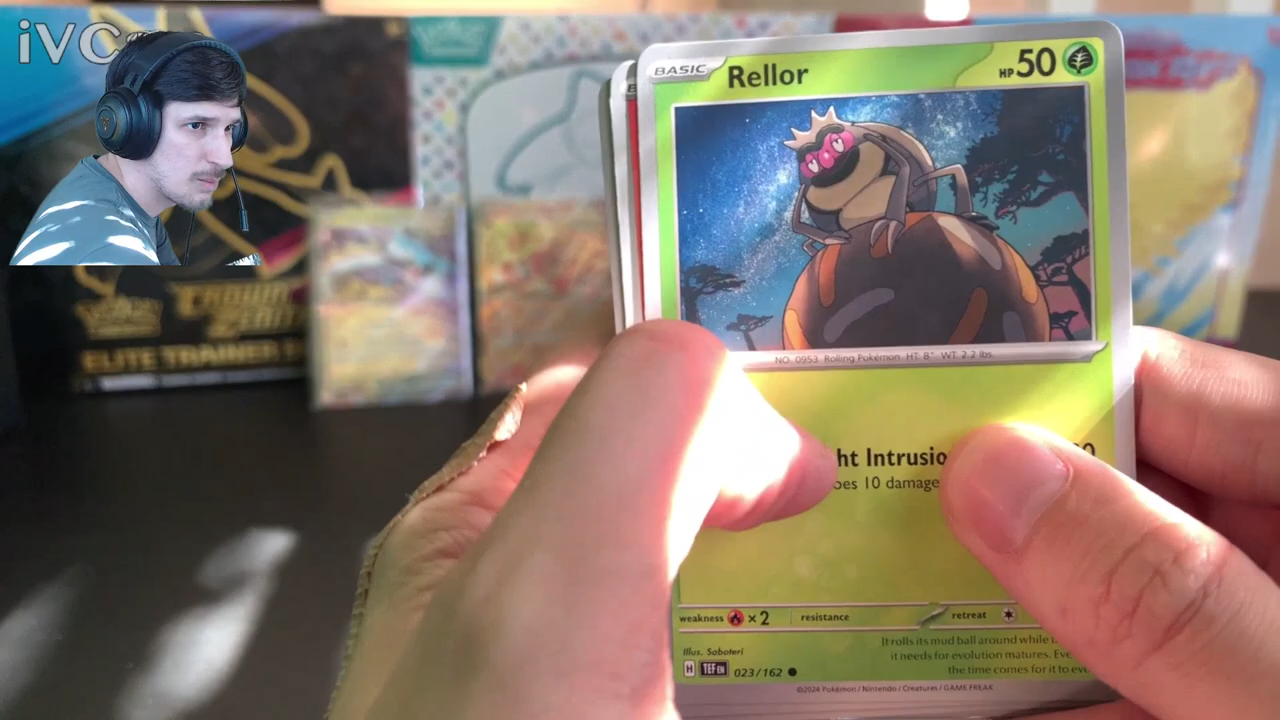 iVC
BASIC Rellor HP 50
NO. 0953 Rolling Pokémon HT: 8" WT: 2.2 lbs.
ht Intrusio
oes 10 damage
weakness ×2 resistance retreat
It rolls its mud ball around while
it needs for evolution matures. Eve
the time comes for it to evo
Illus. Saboteri
H TEF EN 023/162
©2024 Pokémon / Nintendo / Creatures / GAME FREAK
CROWN
ZENITH
ELITE TRAINER